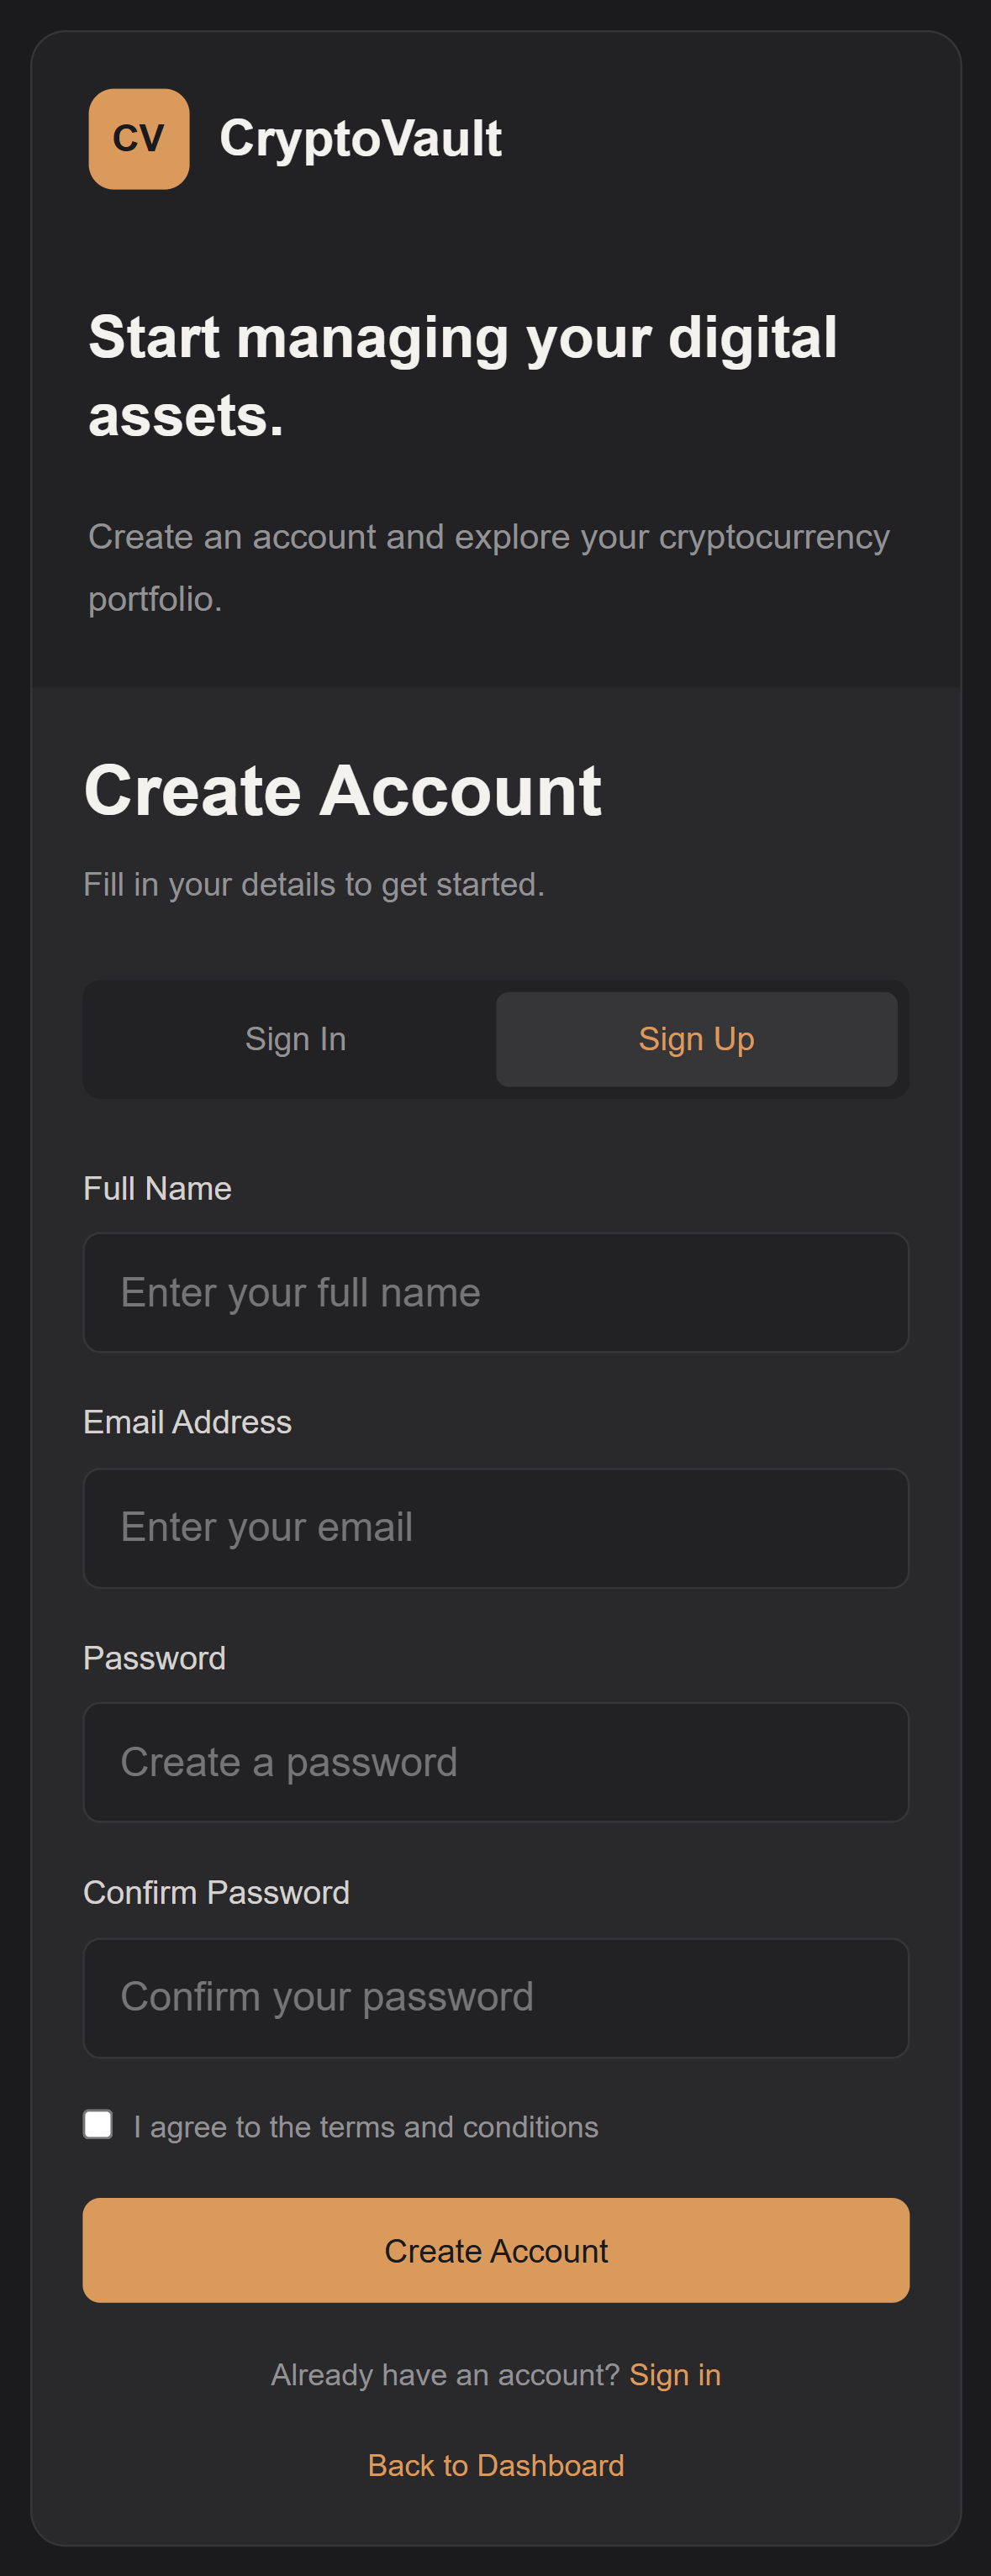 CV
CryptoVault
Start managing your digital
assets.
Create an account and explore your cryptocurrency
portfolio.
Create Account
Fill in your details to get started.
Sign In
Sign Up
Full Name
Enter your full name
Email Address
Enter your email
Password
Create a password
Confirm Password
Confirm your password
I agree to the terms and conditions
Create Account
Already have an account? Sign in
Back to Dashboard